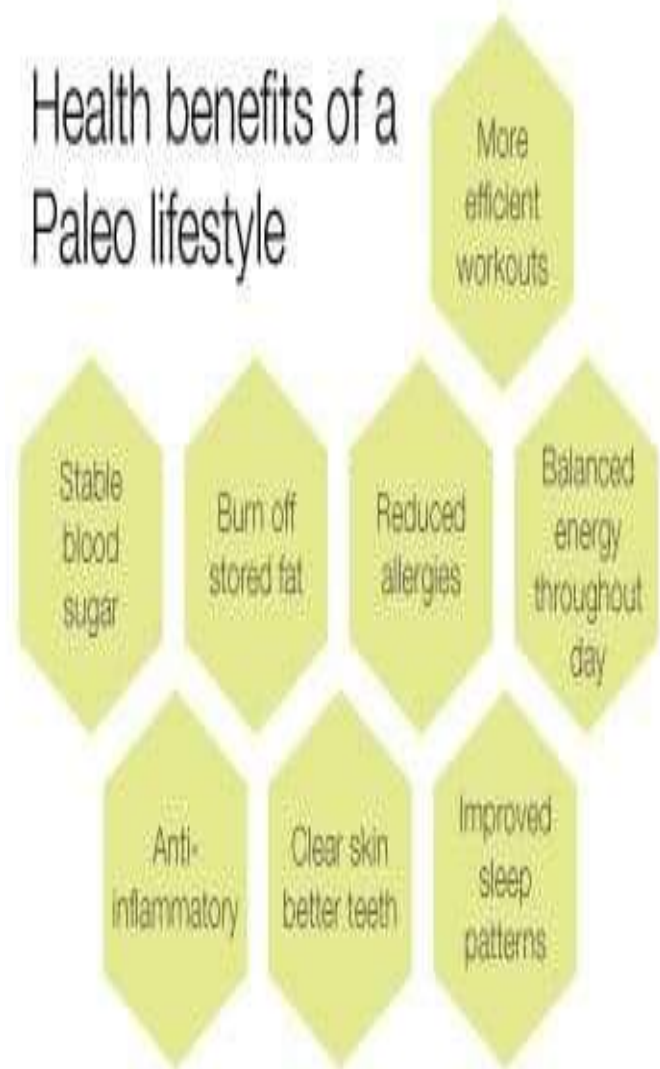 Health benefits of a
Paleo lifestyle
More
efficient
workouts
Stable
blood
sugar
Burn off
stored fat
Reduced
allergies
Balanced
energy
throughout
day
Anti-
inflammatory
Clear skin
better teeth
Improved
sleep
patterns